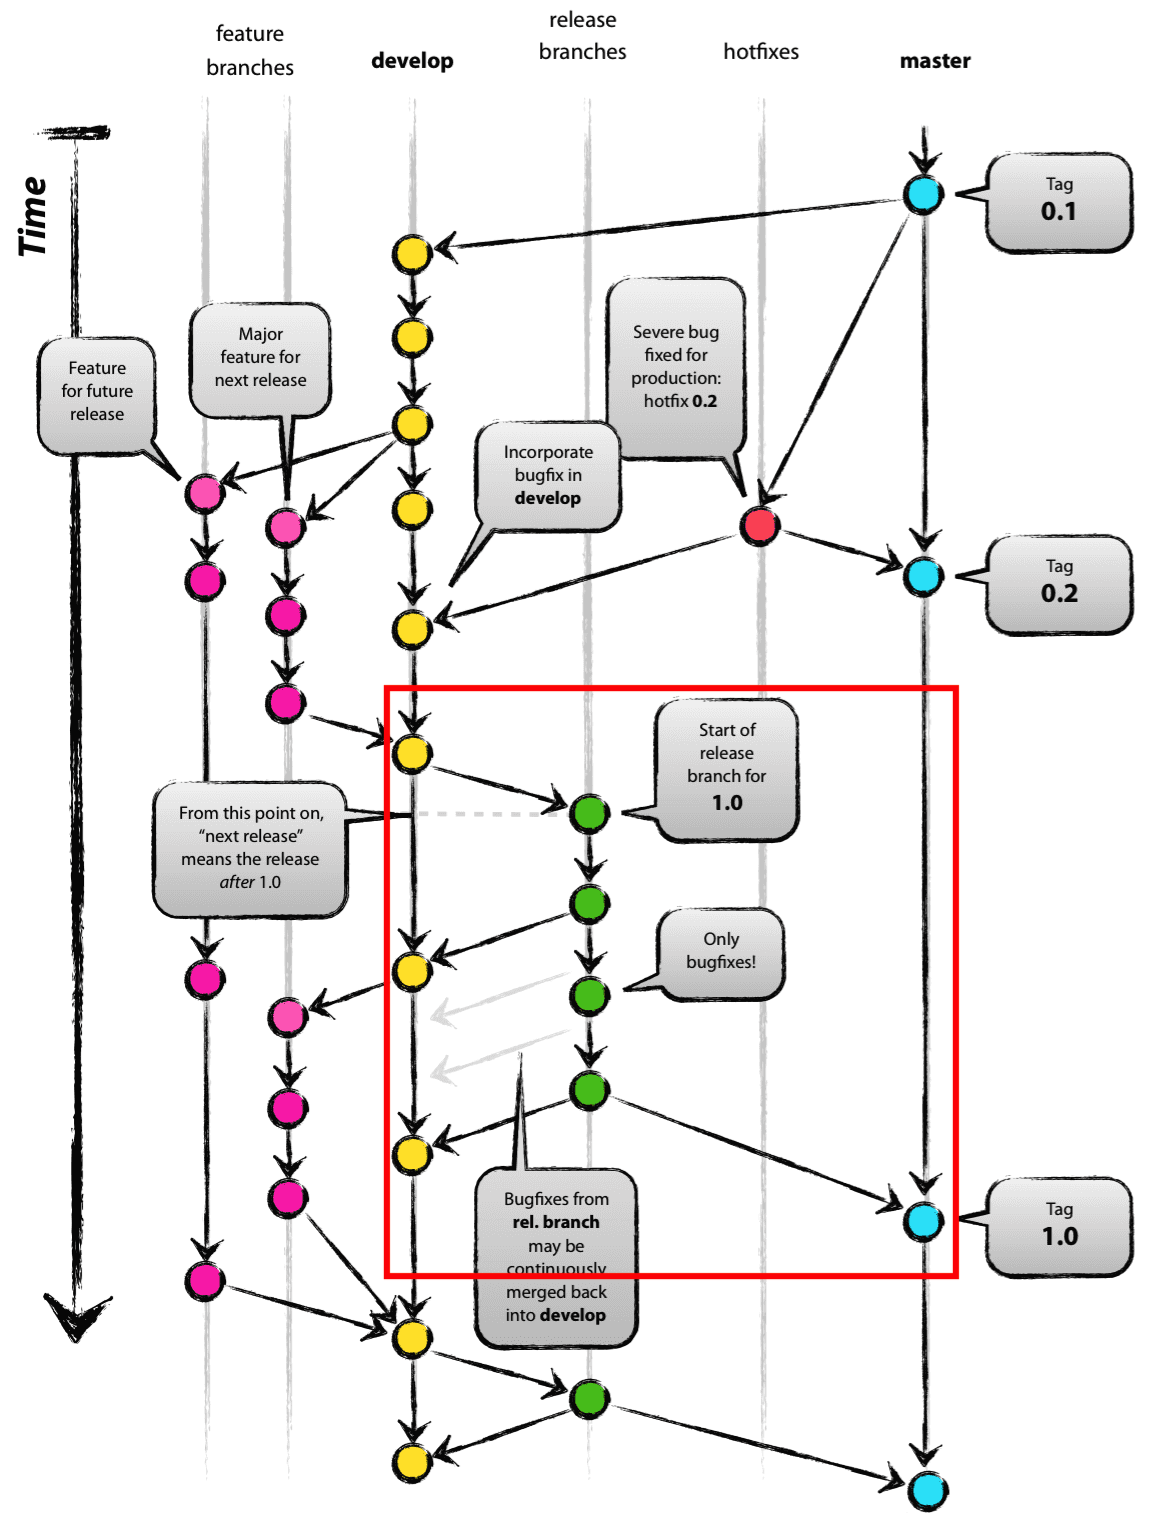 feature
branches
develop
release
branches
hotfixes
master
Time
Tag
0.1
Severe bug
fixed for
production:
hotfix 0.2
Major
feature for
next release
Feature
for future
release
Incorporate
bugfix in
develop
Tag
0.2
Start of
release
branch for
1.0
From this point on,
“next release”
means the release
after 1.0
Only
bugfixes!
Bugfixes from
rel. branch
may be
continuously
merged back
into develop
Tag
1.0